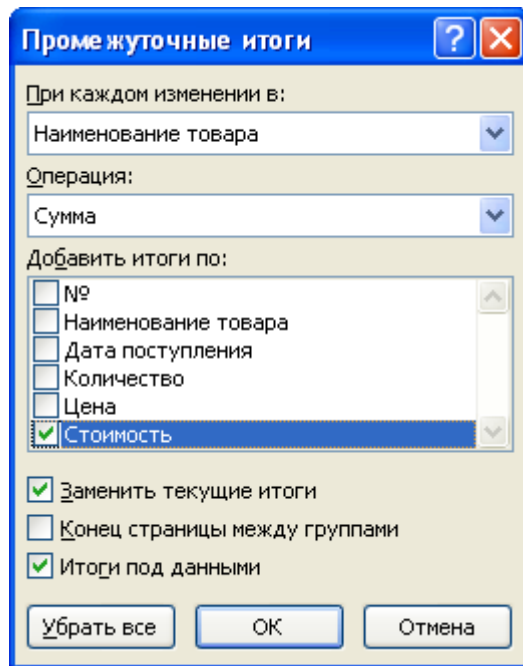 Промежуточные итоги
При каждом изменении в:
Наименование товара
Операция:
Сумма
Добавить итоги по:
№
Наименование товара
Дата поступления
Количество
Цена
Стоимость
Заменить текущие итоги
Конец страницы между группами
Итоги под данными
Убрать все ОК Отмена